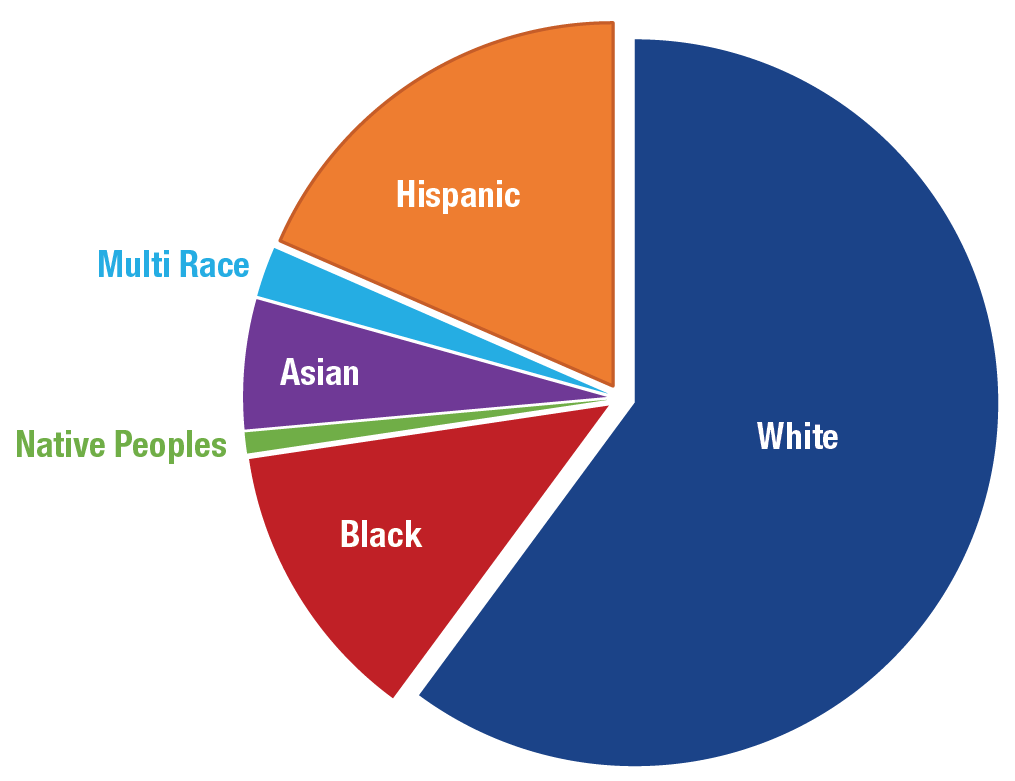 Hispanic
Multi Race
Asian
Native Peoples
White
Black